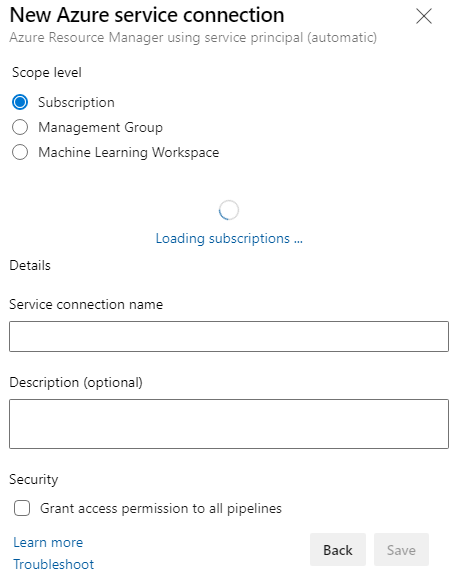 New Azure service connection
Azure Resource Manager using service principal (automatic)
Scope level
Subscription
Management Group
Machine Learning Workspace
Loading subscriptions ...
Details
Service connection name
Description (optional)
Security
Grant access permission to all pipelines
Learn more
Troubleshoot
Back
Save